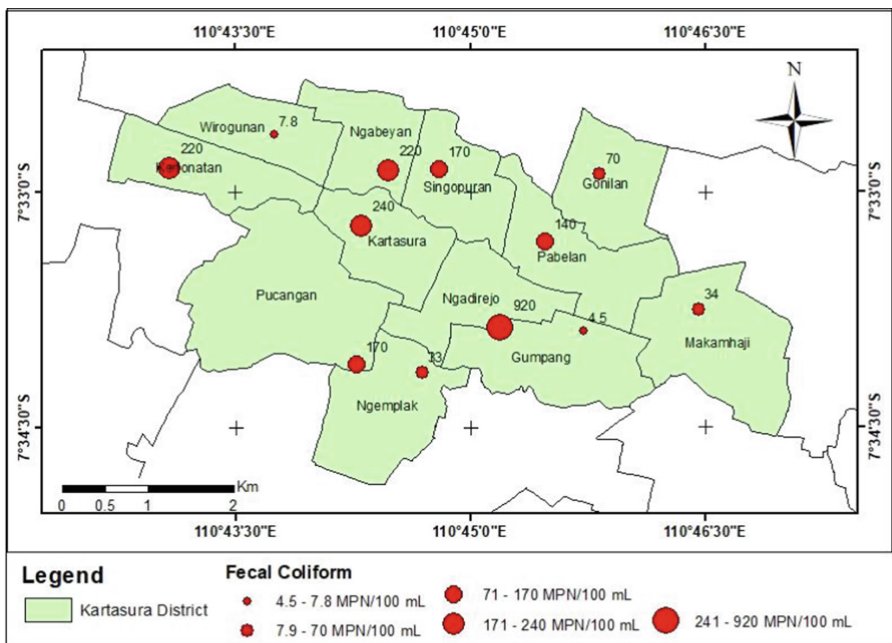 110°43'30"E 110°45'0"E 110°46'30"E
N
Wirogunan 7.8
Ngabeyan
220
Kertonatan
220
170
Singopuran
70
Gonilan
7°33'0"S 7°33'0"S
240
Kartasura
140
Pabelan
Pucangan
Ngadirejo
920
4.5
34
Gumpang
Makamhaji
170
33
Ngemplak
7°34'30"S 7°34'30"S
Km
0 0.5 1 2
110°43'30"E 110°45'0"E 110°46'30"E
Legend
Kartasura District
Fecal Coliform
4.5 - 7.8 MPN/100 mL
7.9 - 70 MPN/100 mL
71 - 170 MPN/100 mL
171 - 240 MPN/100 mL
241 - 920 MPN/100 mL